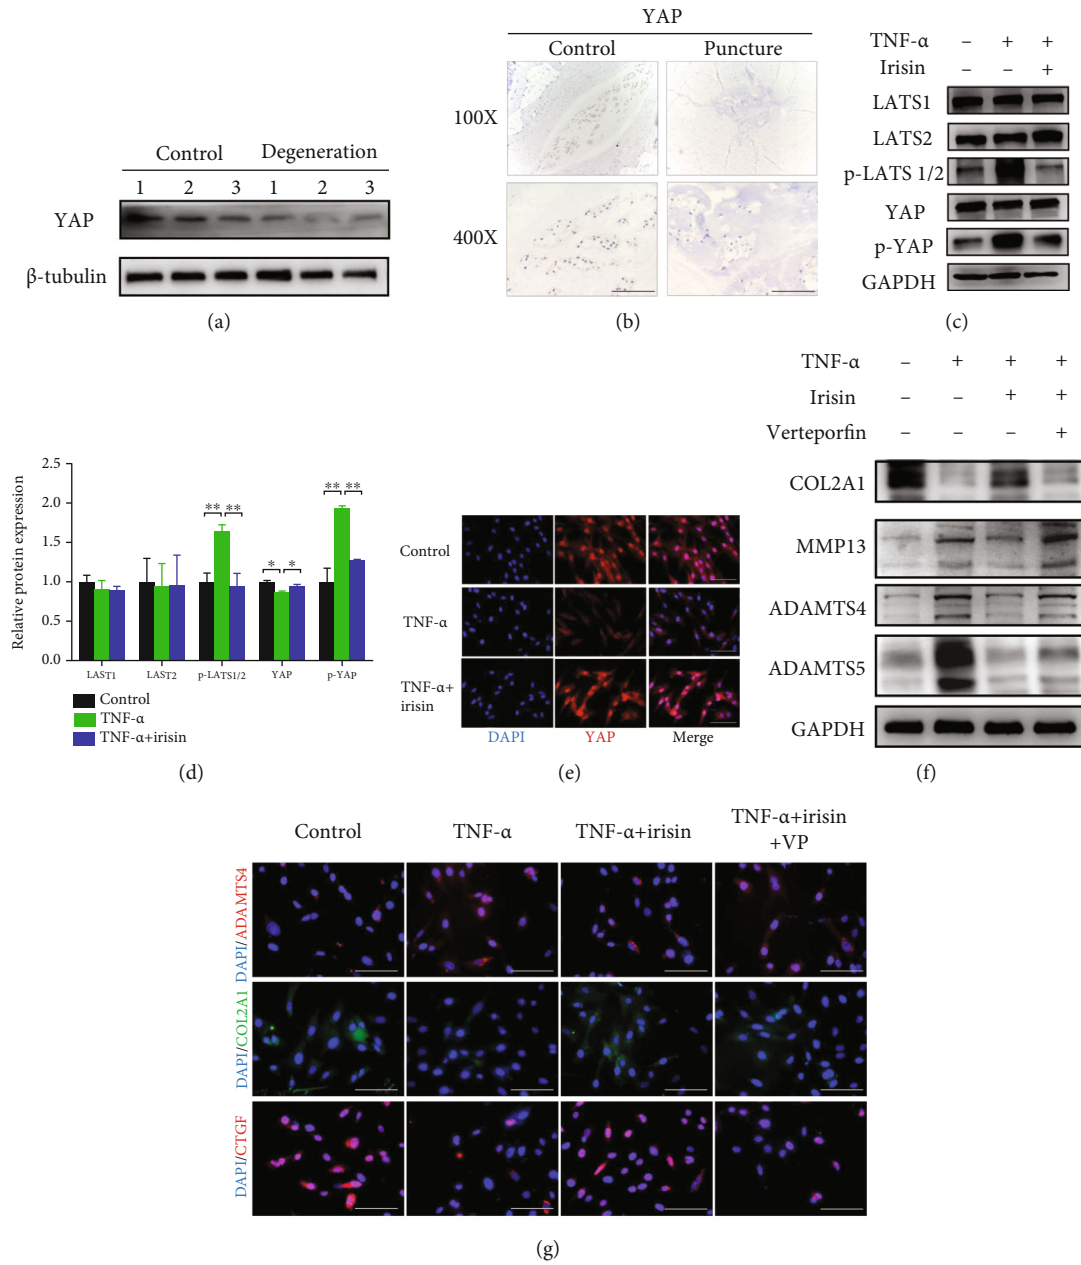 Control Degeneration
1 2 3 1 2 3
YAP
β-tubulin
(a)
YAP
Control Puncture
100X
400X
(b)
TNF-α – + +
Irisin – – +
LATS1
LATS2
p-LATS 1/2
YAP
p-YAP
GAPDH
(c)
Relative protein expression
2.5
2.0
1.5
1.0
0.5
0.0
** **
* *
** **
LAST1 LAST2 p-LATS1/2 YAP p-YAP
Control
TNF-α
TNF-α+irisin
(d)
Control
TNF-α
TNF-α+
irisin
DAPI YAP Merge
(e)
TNF-α – + + +
Irisin – – + +
Verteporfin – – – +
COL2A1
MMP13
ADAMTS4
ADAMTS5
GAPDH
(f)
Control TNF-α TNF-α+irisin TNF-α+irisin
+VP
DAPI/ADAMTS4
DAPI/COL2A1
DAPI/CTGF
(g)